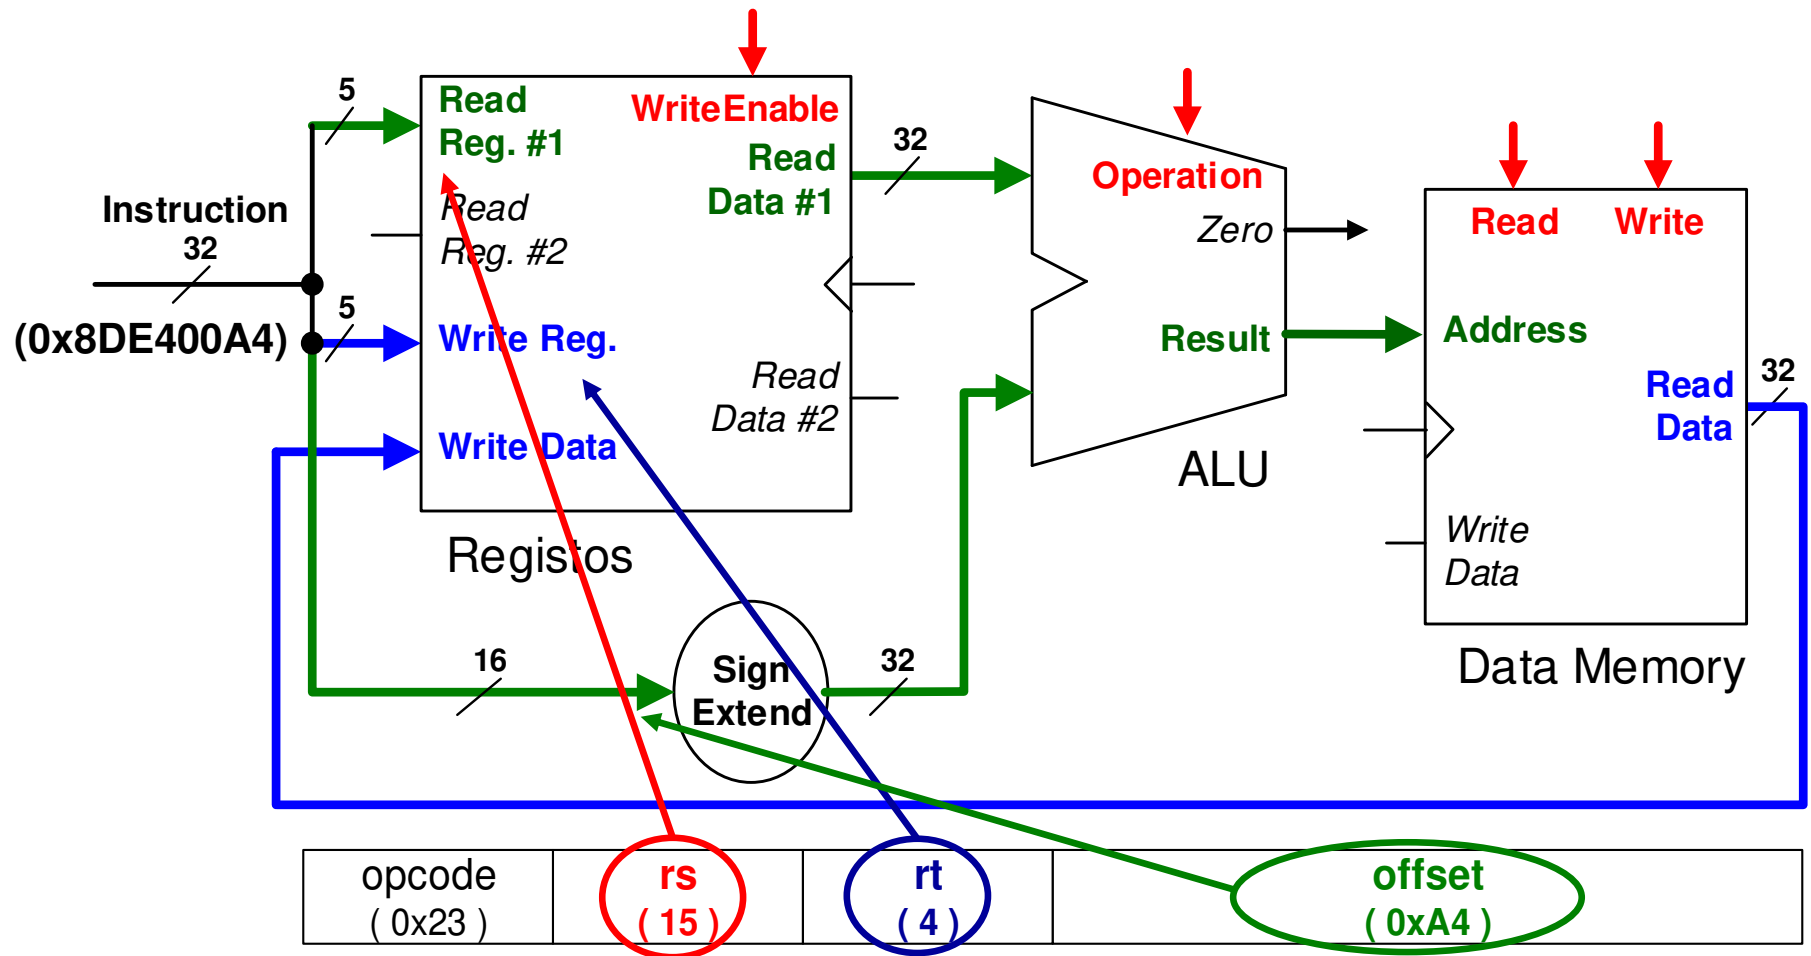 5
Read
Reg. #1
WriteEnable
Read
Data #1
32
Operation
Zero
Read
Write
Instruction
32
(0x8DE400A4)
Read
Reg. #2
5
Write Reg.
Read
Data #2
Write Data
Result
Address
Read
Data
32
ALU
Registos
Write
Data
Data Memory
16
Sign
Extend
32
opcode
( 0x23 )
rs
( 15 )
rt
( 4 )
offset
( 0xA4 )